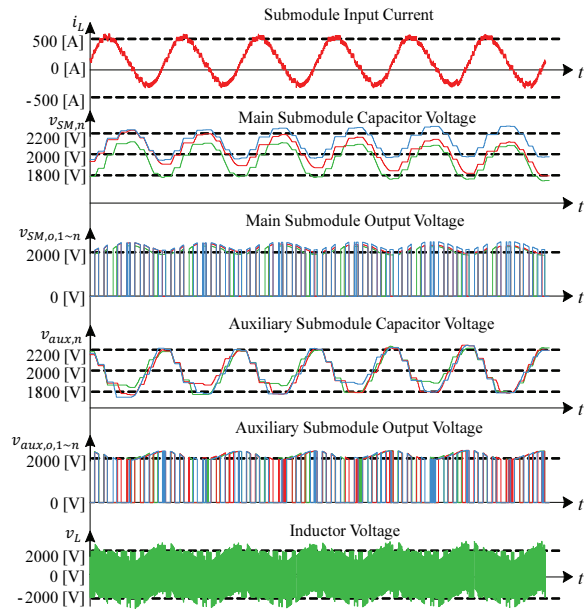 Submodule Input Current
i_L
500 [A]
0 [A]
-500 [A]
t
Main Submodule Capacitor Voltage
v_SM,n
2200 [V]
2000 [V]
1800 [V]
t
Main Submodule Output Voltage
v_SM,o,1~n
2000 [V]
0 [V]
t
Auxiliary Submodule Capacitor Voltage
v_aux,n
2200 [V]
2000 [V]
1800 [V]
t
Auxiliary Submodule Output Voltage
v_aux,o,1~n
2000 [V]
0 [V]
t
Inductor Voltage
v_L
2000 [V]
0 [V]
-2000 [V]
t